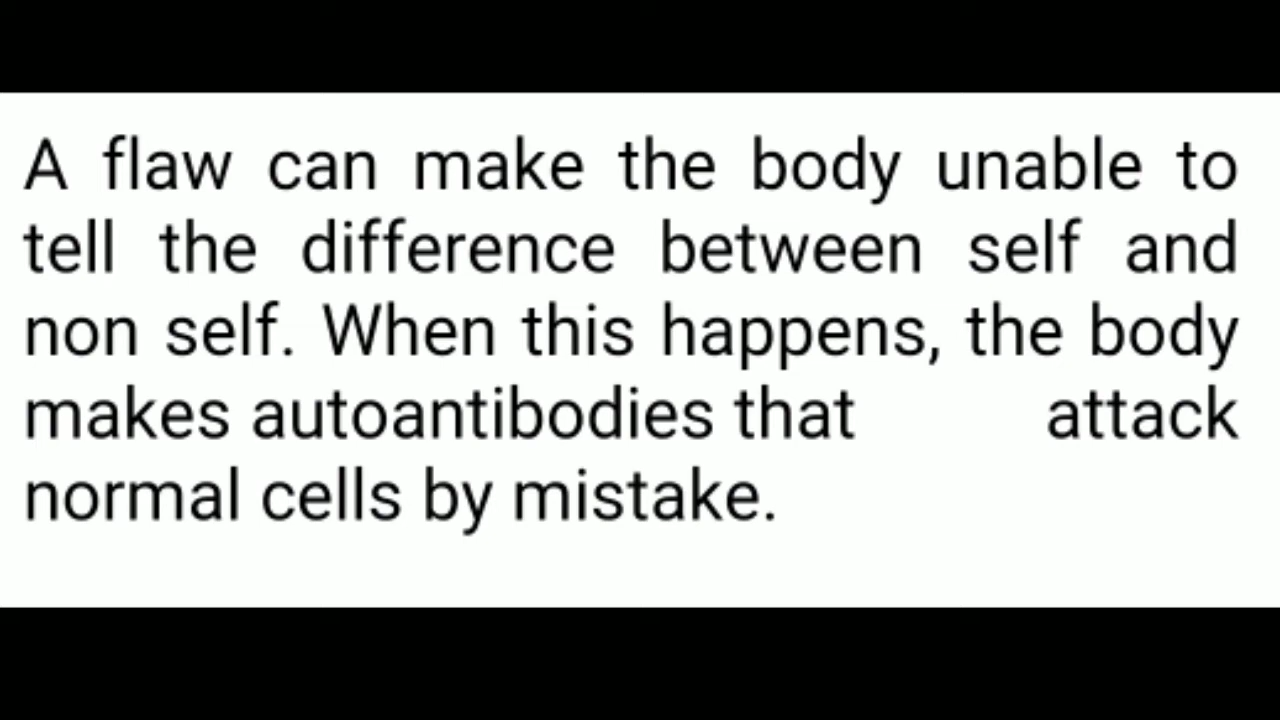 A flaw can make the body unable to
tell the difference between self and
non self. When this happens, the body
makes autoantibodies that attack
normal cells by mistake.